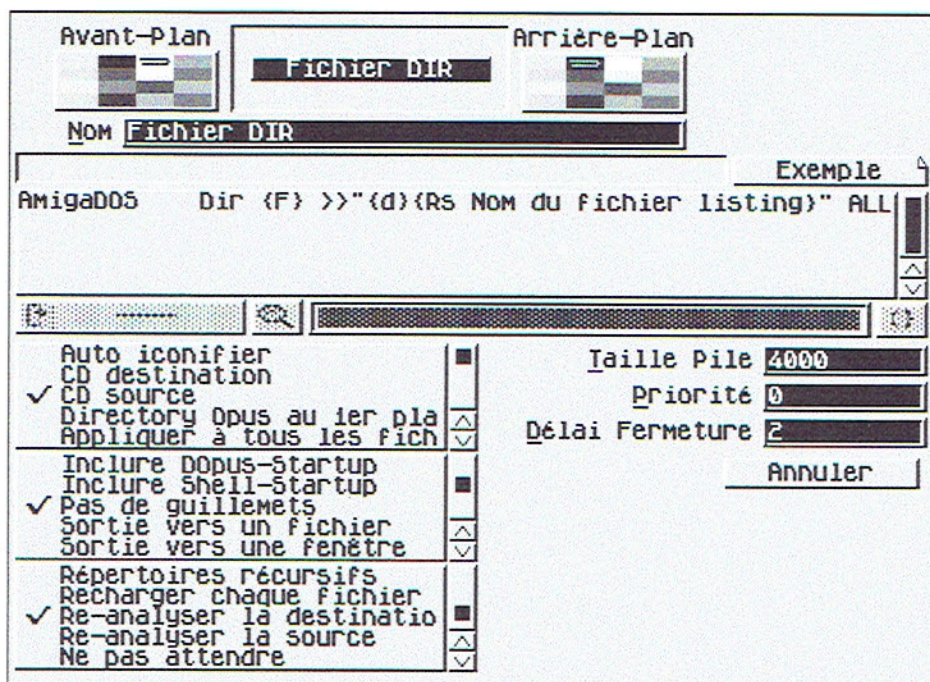 Avant-Plan
Fichier DIR
Arrière-Plan
Nom Fichier DIR
Exemple
AmigaDOS Dir {F} >>"{d}{Rs Nom du fichier listing}" ALL
--------
Auto iconifier
CD destination
CD source
Directory Opus au 1er pla
Appliquer à tous les fich
Taille Pile 4000
Priorité 0
Délai Fermeture 2
Annuler
Inclure DOpus-Startup
Inclure Shell-Startup
Pas de guillemets
Sortie vers un fichier
Sortie vers une fenêtre
Répertoires récursifs
Recharger chaque fichier
Re-analyser la destinatio
Re-analyser la source
Ne pas attendre